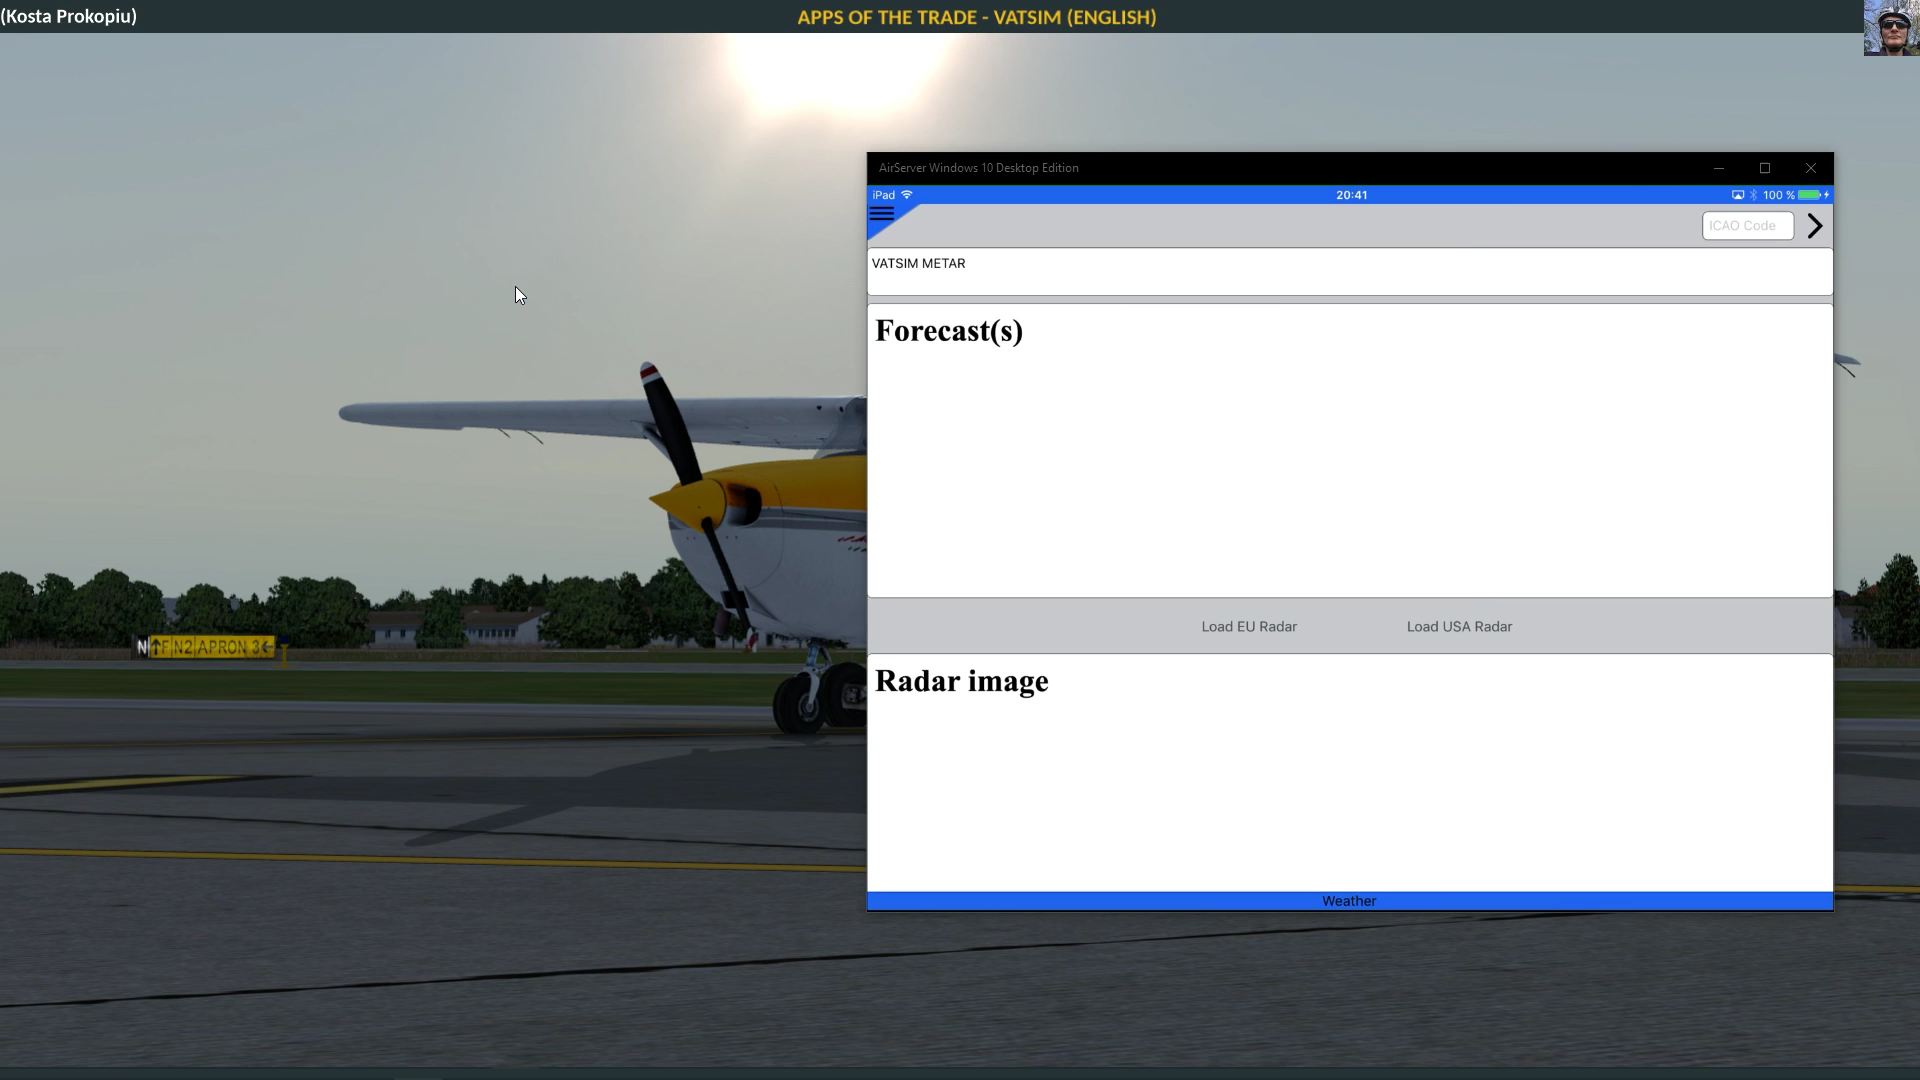 (Kosta Prokopiu)
APPS OF THE TRADE - VATSIM (ENGLISH)
AirServer Windows 10 Desktop Edition
iPad 20:41 100 %
ICAO Code
VATSIM METAR
Forecast(s)
N F N2 APRON 3
Load EU Radar Load USA Radar
Radar image
Weather